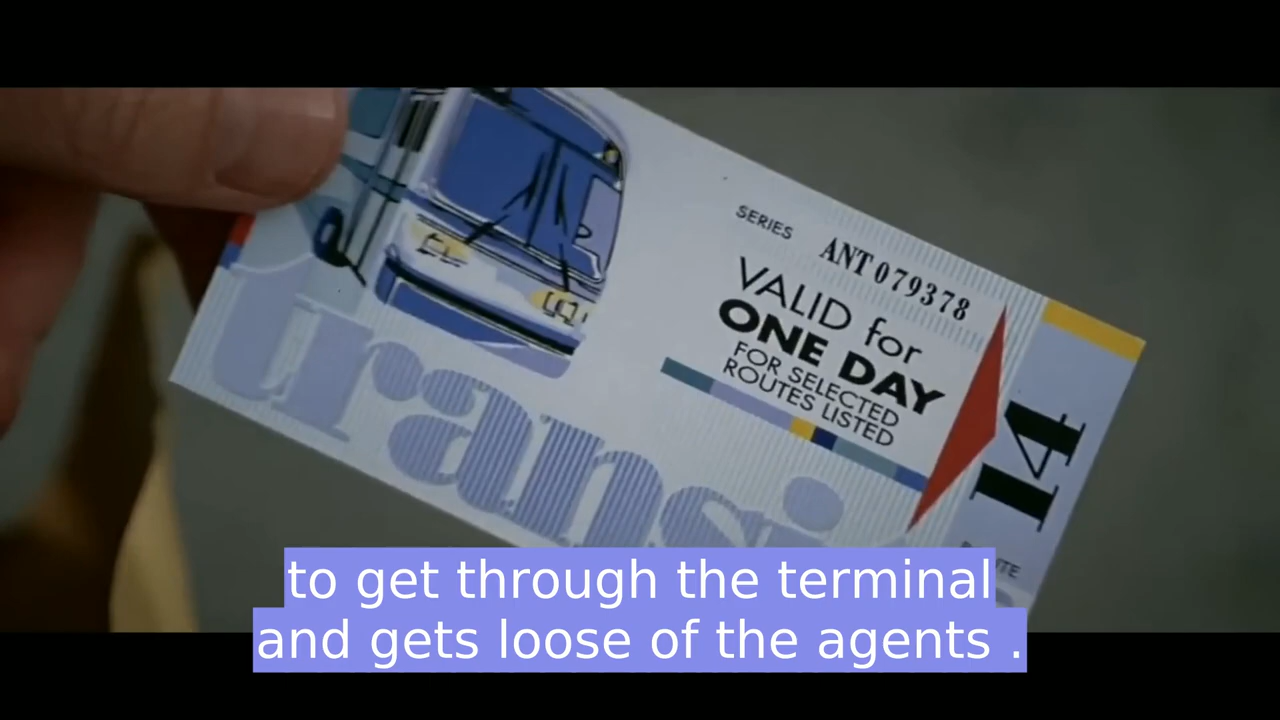 SERIES ANT 079378
VALID for
ONE DAY
FOR SELECTED
ROUTES LISTED
14
transi
to get through the terminal
and gets loose of the agents .